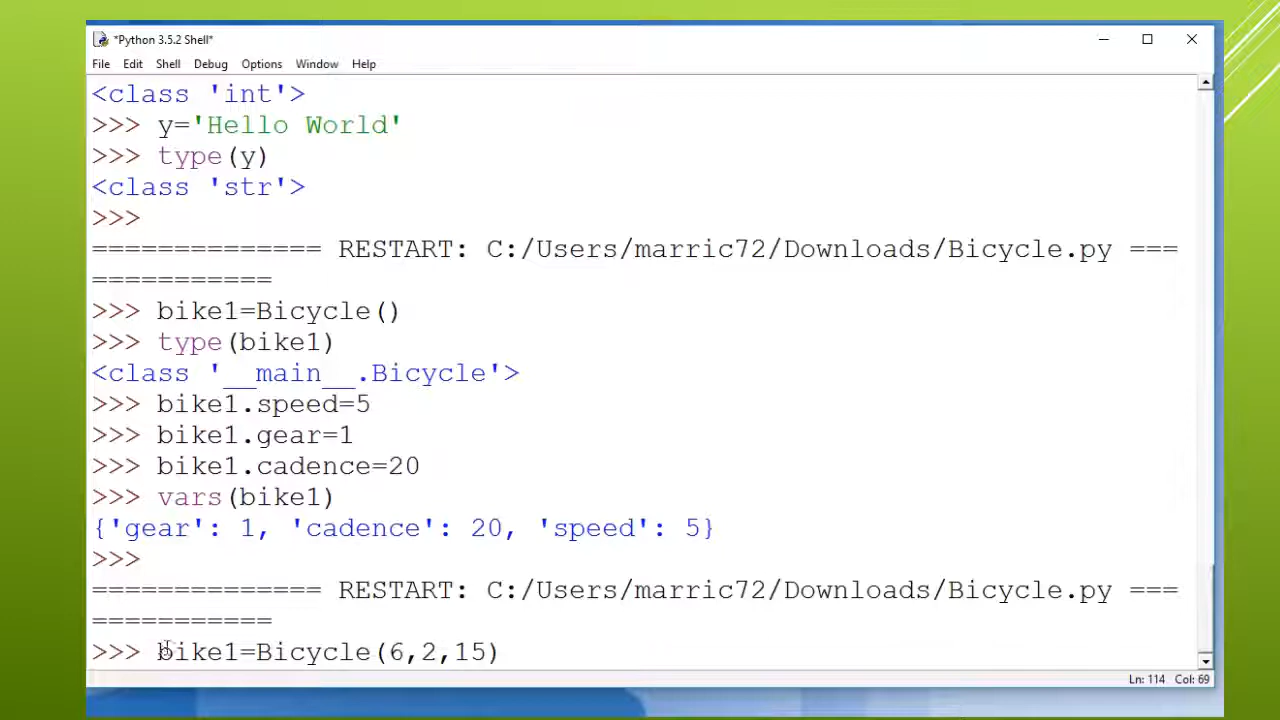 *Python 3.5.2 Shell*
File Edit Shell Debug Options Window Help
<class 'int'>
>>> y='Hello World'
>>> type(y)
<class 'str'>
>>>
============== RESTART: C:/Users/marric72/Downloads/Bicycle.py ===
===========
>>> bike1=Bicycle()
>>> type(bike1)
<class '__main__.Bicycle'>
>>> bike1.speed=5
>>> bike1.gear=1
>>> bike1.cadence=20
>>> vars(bike1)
{'gear': 1, 'cadence': 20, 'speed': 5}
>>>
============== RESTART: C:/Users/marric72/Downloads/Bicycle.py ===
===========
>>> bike1=Bicycle(6,2,15)
Ln: 114 Col: 69